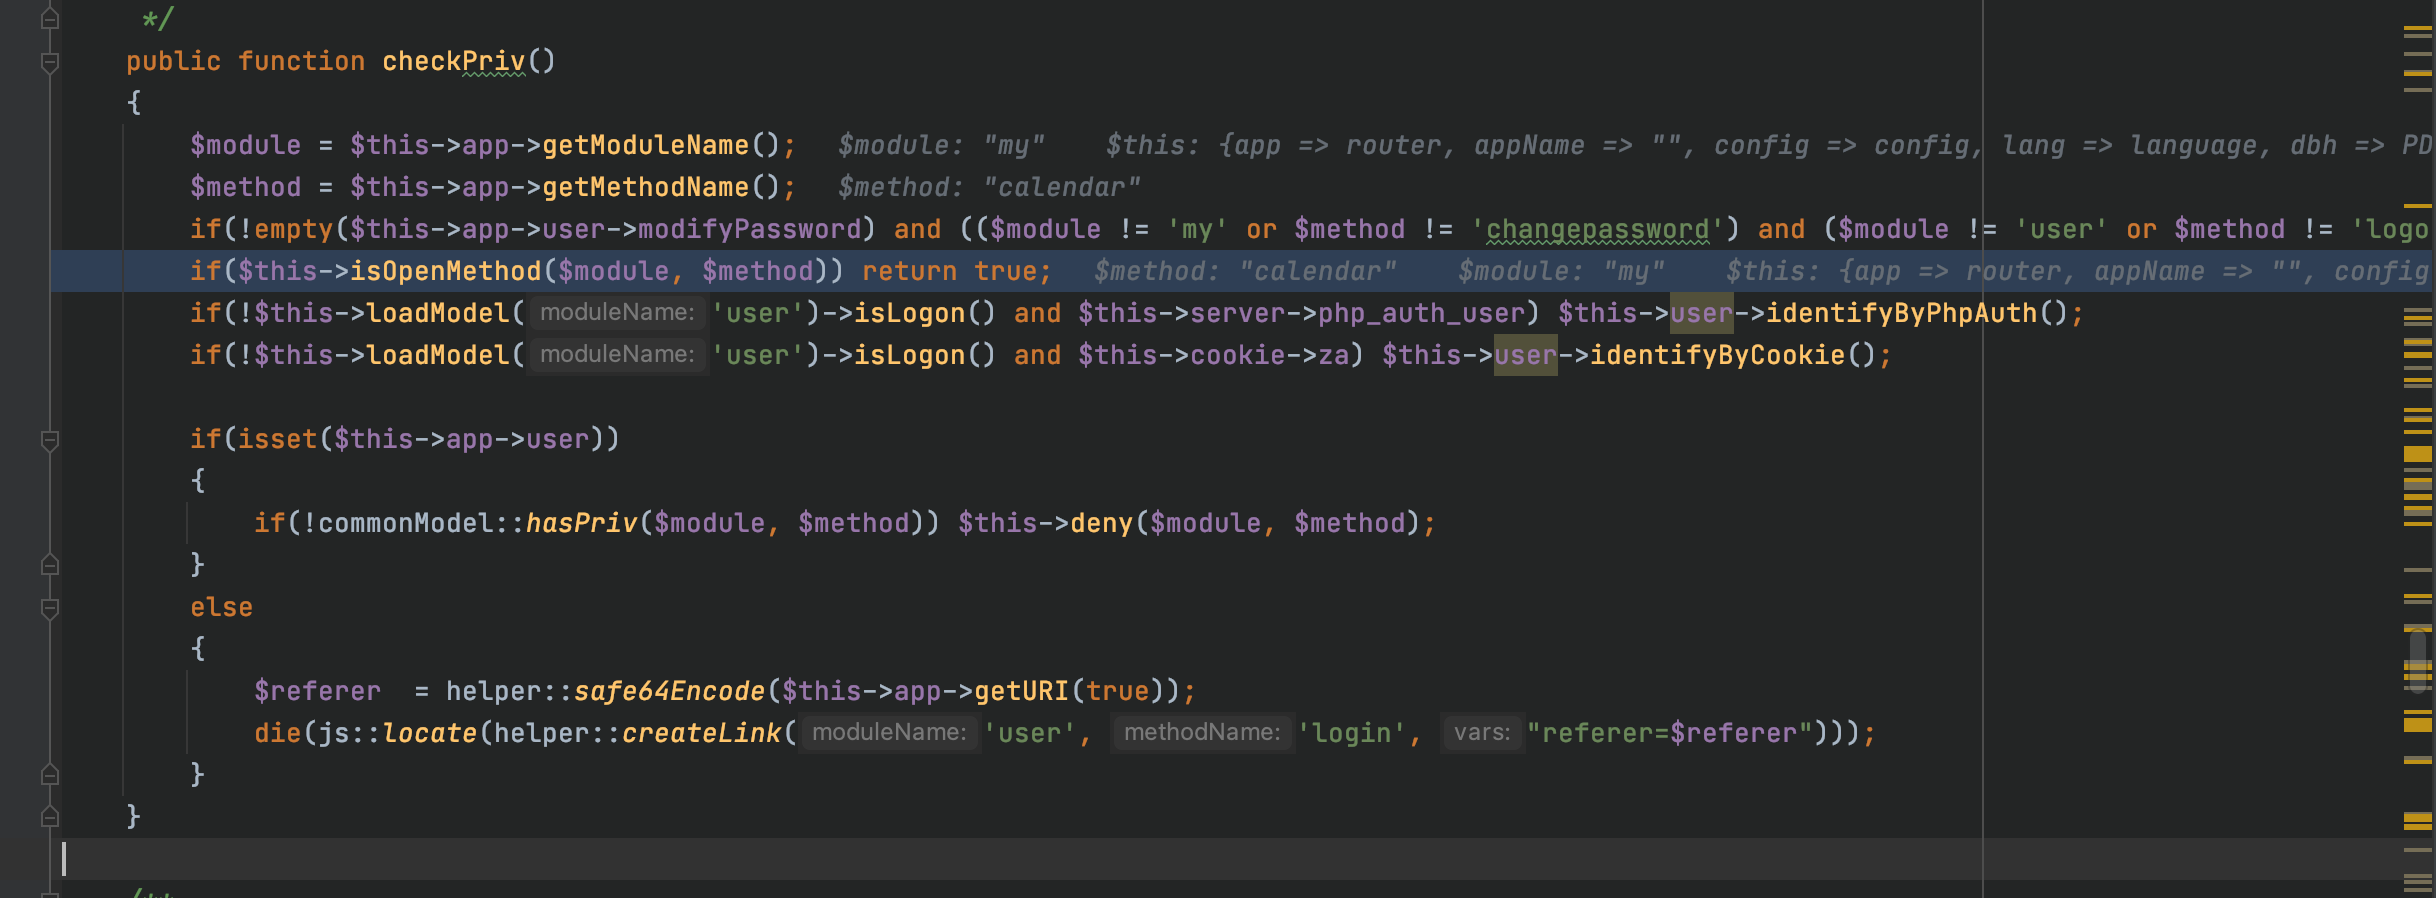 */
public function checkPriv()
{
$module = $this->app->getModuleName(); $module: "my" $this: {app => router, appName => "", config => config, lang => language, dbh => PD
$method = $this->app->getMethodName(); $method: "calendar"
if(!empty($this->app->user->modifyPassword) and (($module != 'my' or $method != 'changepassword') and ($module != 'user' or $method != 'logo
if($this->isOpenMethod($module, $method)) return true; $method: "calendar" $module: "my" $this: {app => router, appName => "", config
if(!$this->loadModel( moduleName: 'user')->isLogon() and $this->server->php_auth_user) $this->user->identifyByPhpAuth();
if(!$this->loadModel( moduleName: 'user')->isLogon() and $this->cookie->za) $this->user->identifyByCookie();
if(isset($this->app->user))
{
if(!commonModel::hasPriv($module, $method)) $this->deny($module, $method);
}
else
{
$referer = helper::safe64Encode($this->app->getURI(true));
die(js::locate(helper::createLink( moduleName: 'user', methodName: 'login', vars: "referer=$referer")));
}
}